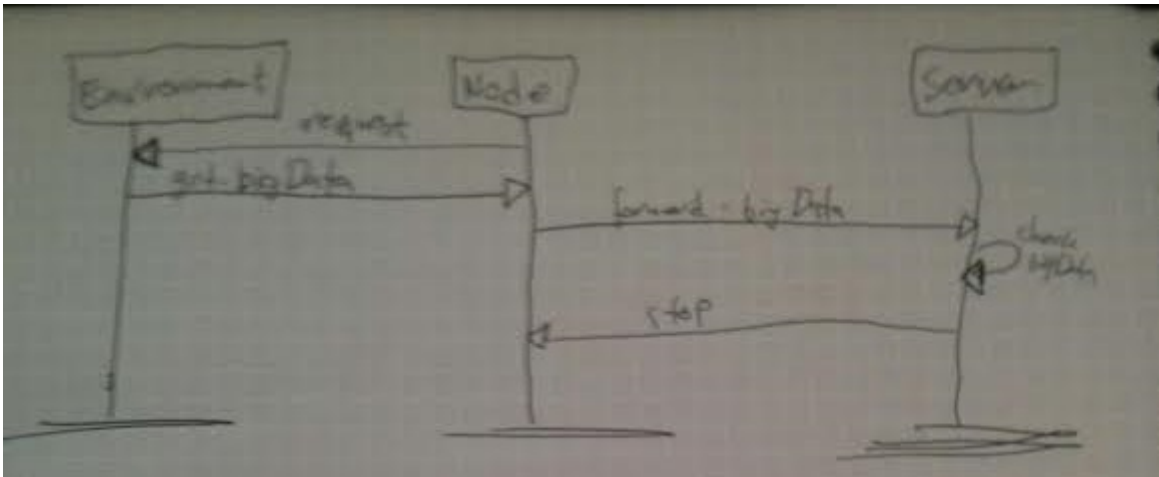 Environment
Node
Server
request
get-bigData
forward-bigData
check
bigData
stop